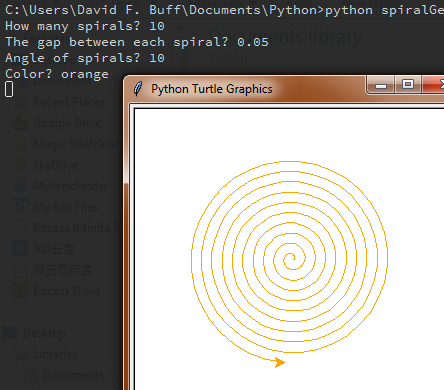 C:\Users\David F. Buff\Documents\Python>python spiralGe
How many spirals? 10
The gap between each spiral? 0.05
Angle of spirals? 10
Color? orange
Documents library
Recent Places
Google Drive
Magic Briefcase
SkyDrive
MySyncFolder
My Box Files
Bitcasa Infinite D
360云盘
Bitcasa Drive
Desktop
Libraries
Documents
Python Turtle Graphics